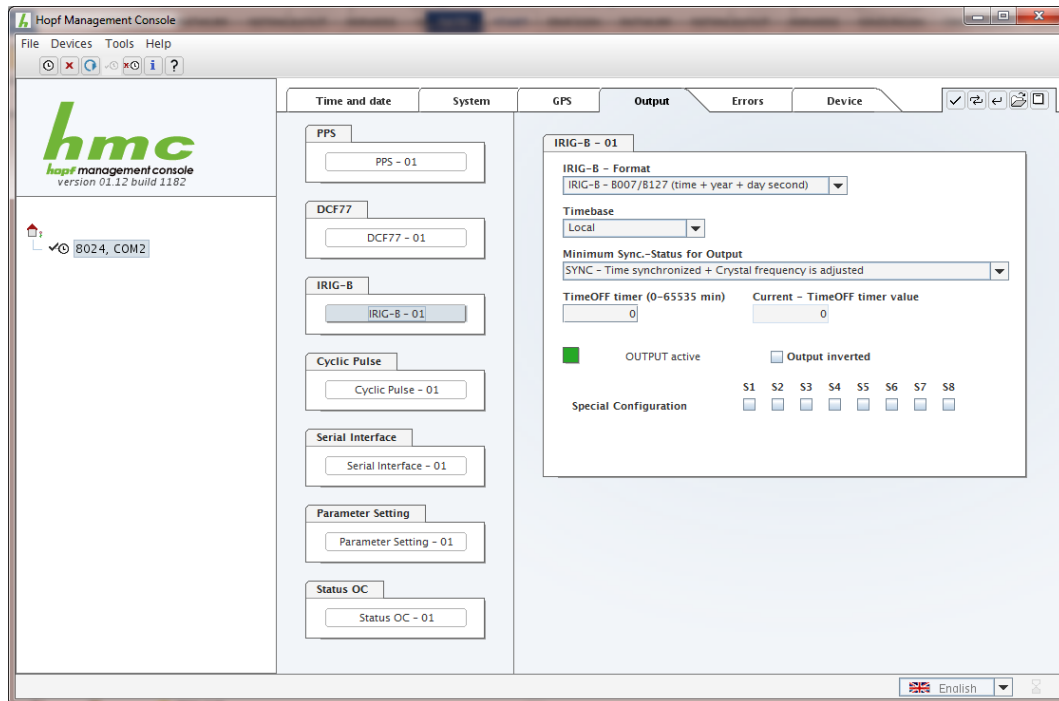 Hopf Management Console
File Devices Tools Help
hmc
hopf management console
version 01.12 build 1182
8024, COM2
Time and date System GPS Output Errors Device
PPS
PPS – 01
DCF77
DCF77 – 01
IRIG-B
IRIG-B – 01
Cyclic Pulse
Cyclic Pulse – 01
Serial Interface
Serial Interface – 01
Parameter Setting
Parameter Setting – 01
Status OC
Status OC – 01
IRIG-B – 01
IRIG-B – Format
IRIG-B – B007/B127 (time + year + day second)
Timebase
Local
Minimum Sync.-Status for Output
SYNC – Time synchronized + Crystal frequency is adjusted
TimeOFF timer (0-65535 min) Current – TimeOFF timer value
0 0
OUTPUT active Output inverted
S1 S2 S3 S4 S5 S6 S7 S8
Special Configuration
English